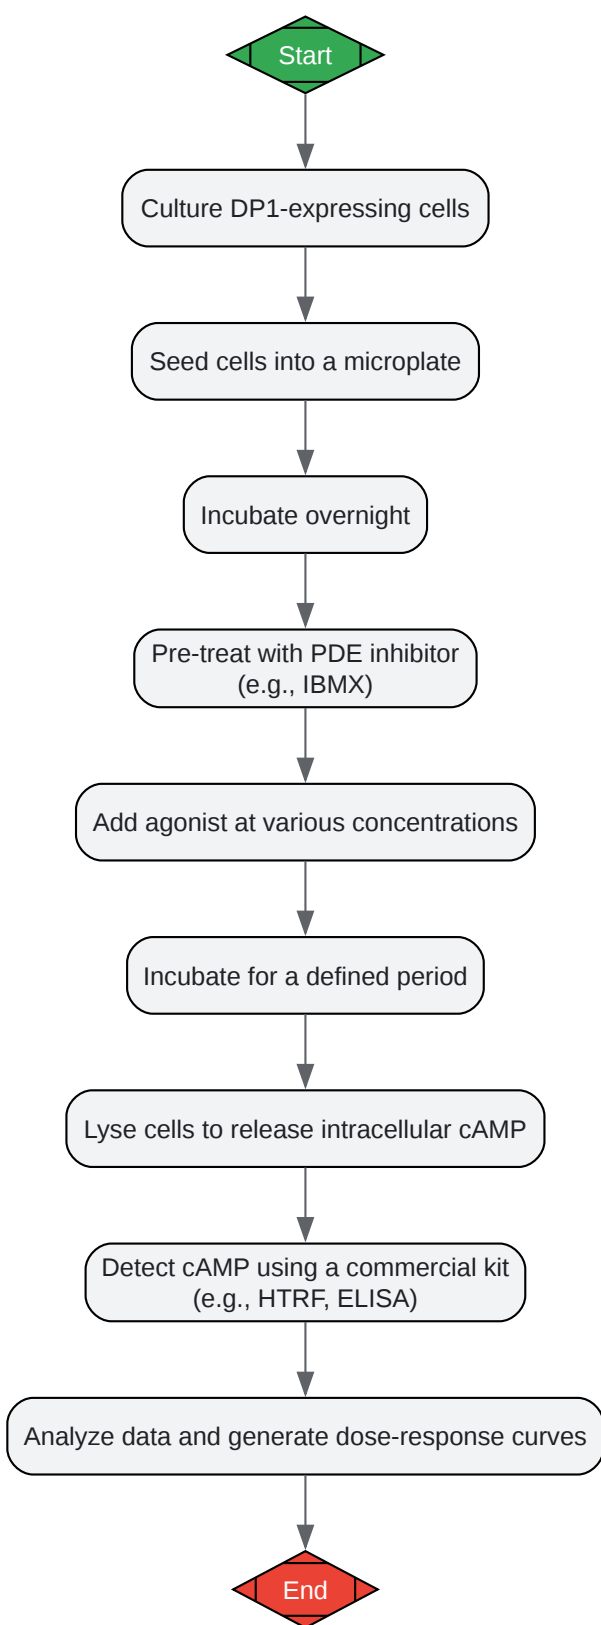 Start
Culture DP1-expressing cells
Seed cells into a microplate
Incubate overnight
Pre-treat with PDE inhibitor
(e.g., IBMX)
Add agonist at various concentrations
Incubate for a defined period
Lyse cells to release intracellular cAMP
Detect cAMP using a commercial kit
(e.g., HTRF, ELISA)
Analyze data and generate dose-response curves
End